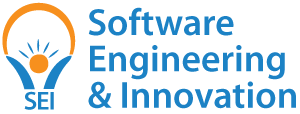 SEI
Software
Engineering
& Innovation